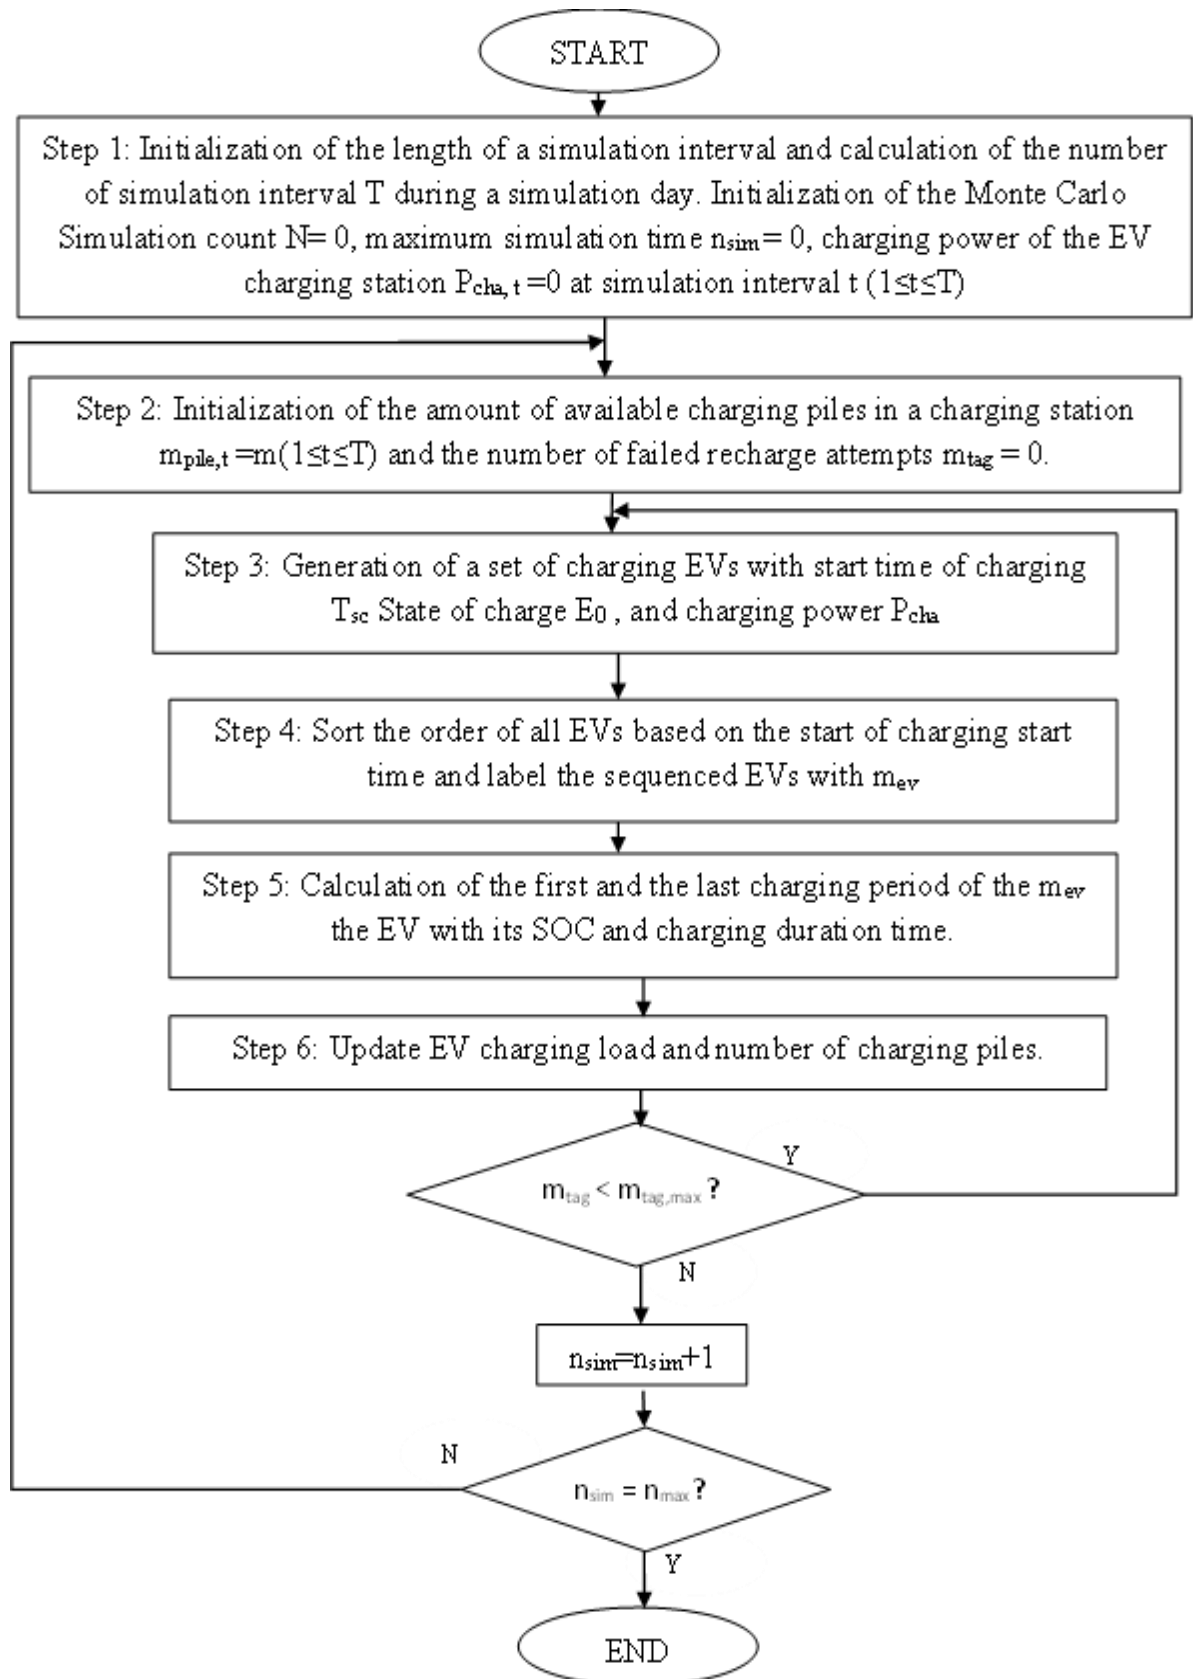 START
Step 1: Initialization of the length of a simulation interval and calculation of the number
of simulation interval T during a simulation day. Initialization of the Monte Carlo
Simulation count N= 0, maximum simulation time nsim = 0, charging power of the EV
charging station Pcha, t =0 at simulation interval t (1≤t≤T)
Step 2: Initialization of the amount of available charging piles in a charging station
mpile,t =m(1≤t≤T) and the number of failed recharge attempts mtag = 0.
Step 3: Generation of a set of charging EVs with start time of charging
Tsc State of charge E0 , and charging power Pcha
Step 4: Sort the order of all EVs based on the start of charging start
time and label the sequenced EVs with mev
Step 5: Calculation of the first and the last charging period of the mev
the EV with its SOC and charging duration time.
Step 6: Update EV charging load and number of charging piles.
Y
mtag < mtag,max ?
N
nsim=nsim+1
N
nsim = nmax ?
Y
END